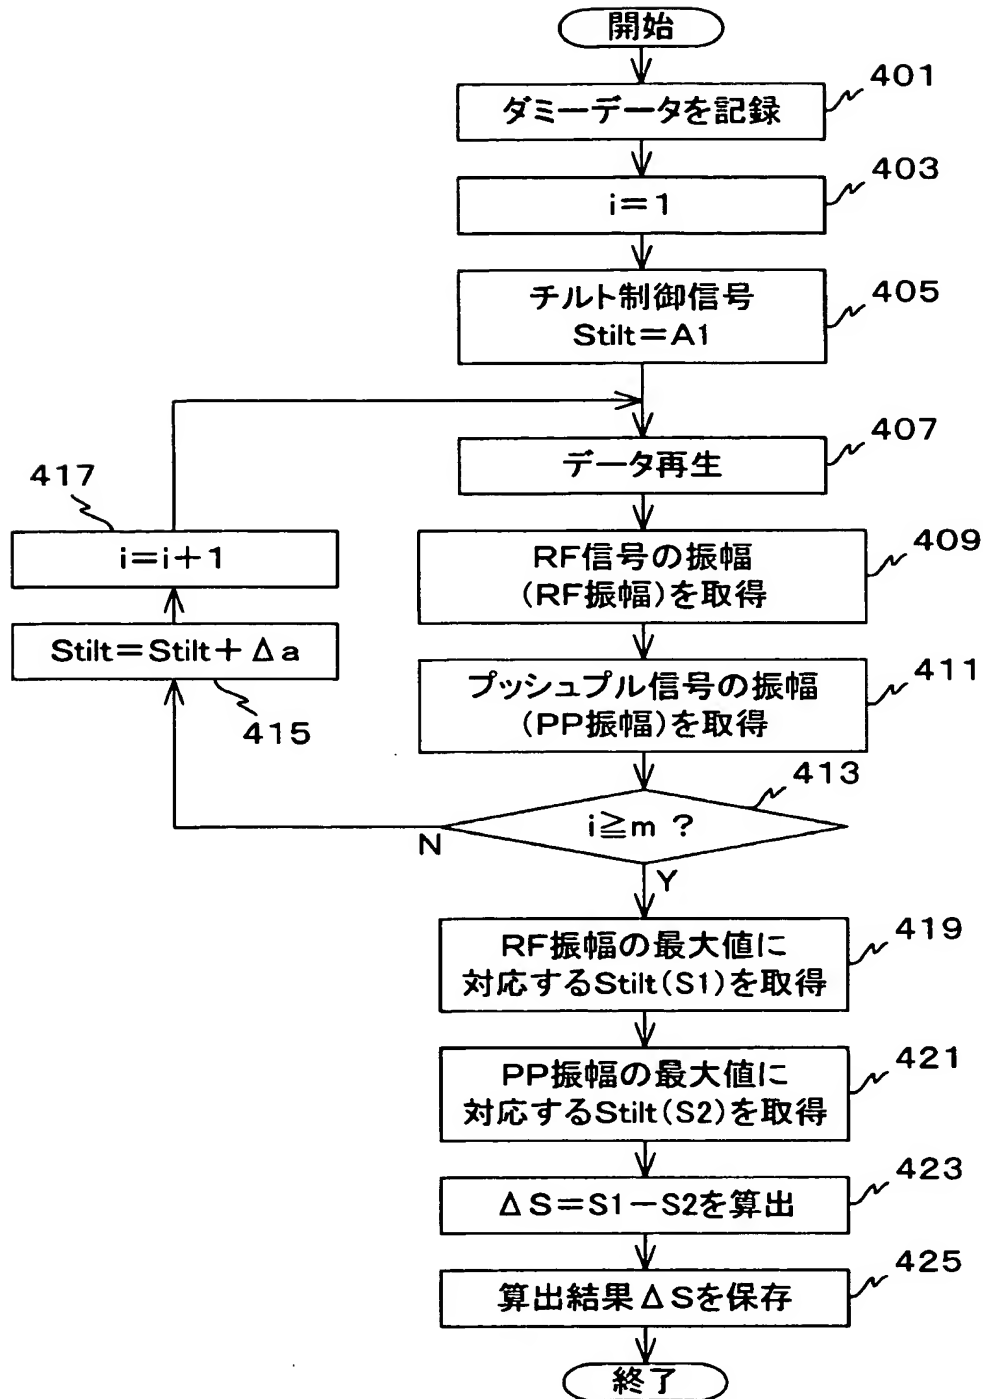 開始
401
ダミーデータを記録
403
i=1
405
チルト制御信号
Stilt=A1
407
データ再生
417
i=i+1
409
RF信号の振幅
(RF振幅)を取得
Stilt=Stilt+Δa
415
411
プッシュプル信号の振幅
(PP振幅)を取得
413
i≧m ?
N
Y
419
RF振幅の最大値に
対応するStilt(S1)を取得
421
PP振幅の最大値に
対応するStilt(S2)を取得
423
ΔS=S1-S2を算出
425
算出結果ΔSを保存
終了